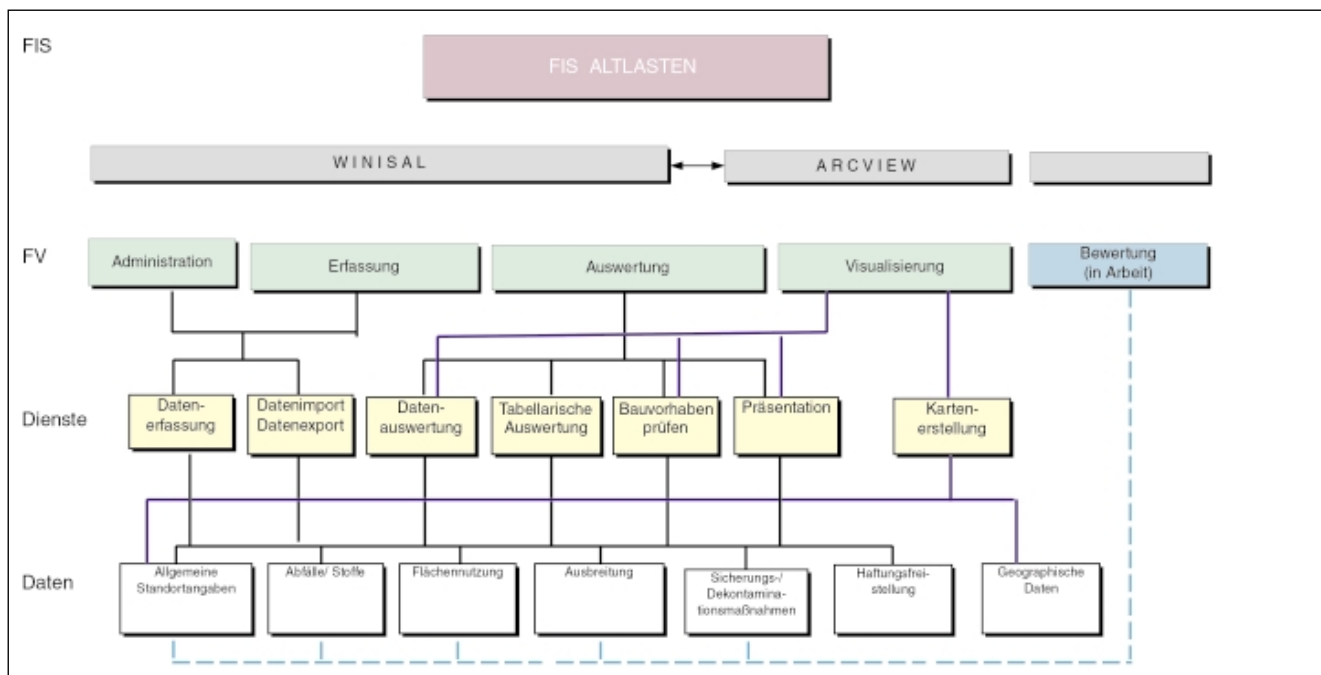 FIS
FIS ALTLASTEN
WINISAL
ARCVIEW
FV
Administration
Erfassung
Auswertung
Visualisierung
Bewertung
(in Arbeit)
Dienste
Daten-
erfassung
Datenimport
Datenexport
Daten-
auswertung
Tabellarische
Auswertung
Bauvorhaben
prüfen
Präsentation
Karten-
erstellung
Daten
Allgemeine
Standortangaben
Abfälle/ Stoffe
Flächennutzung
Ausbreitung
Sicherungs-/
Dekontamina-
tionsmaßnahmen
Haftungsfrei-
stellung
Geographische
Daten